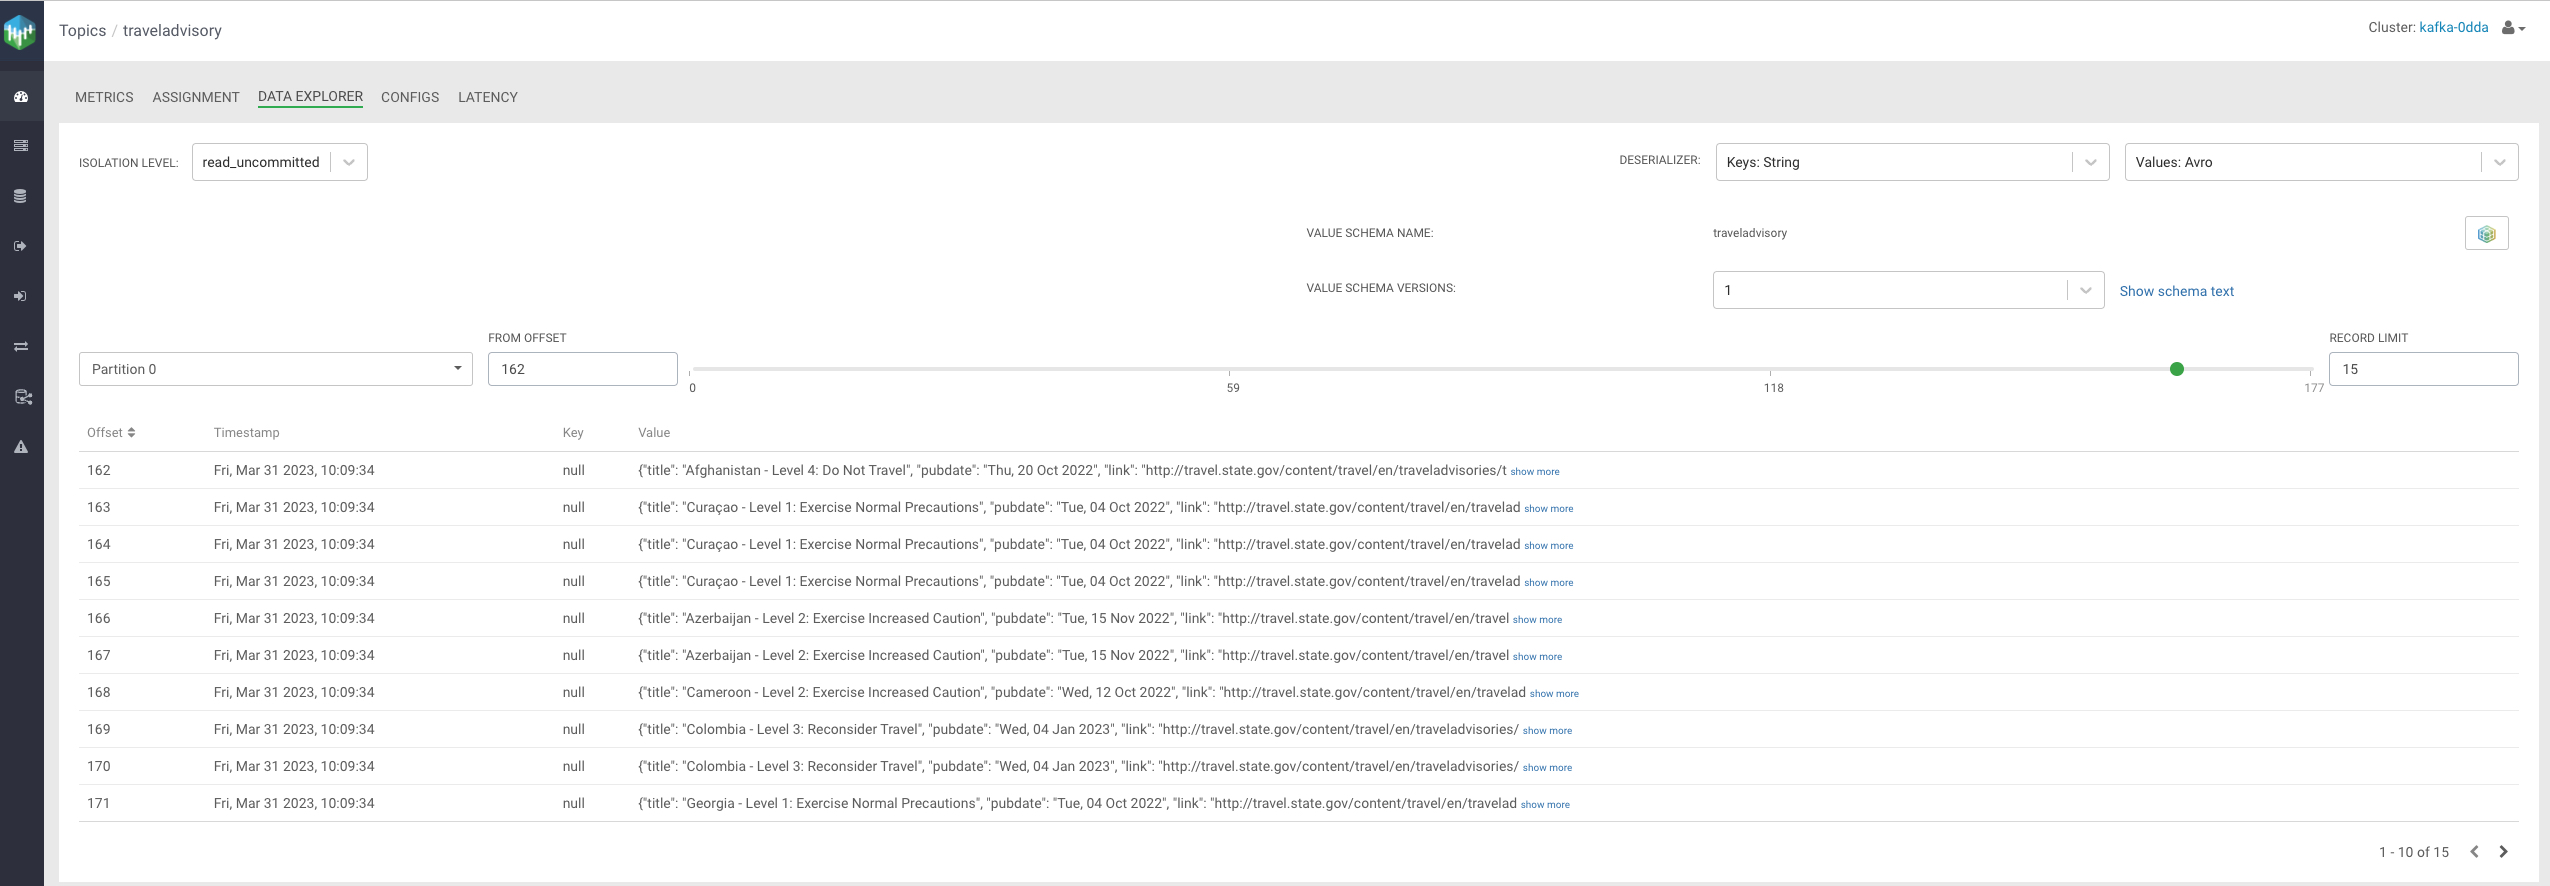 Topics / traveladvisory
Cluster: kafka-0dda
METRICS ASSIGNMENT DATA EXPLORER CONFIGS LATENCY
ISOLATION LEVEL: read_uncommitted
DESERIALIZER: Keys: String Values: Avro
VALUE SCHEMA NAME: traveladvisory
VALUE SCHEMA VERSIONS: 1 Show schema text
FROM OFFSET RECORD LIMIT
Partition 0 162 15
0 59 118 177
Offset Timestamp Key Value
162 Fri, Mar 31 2023, 10:09:34 null {"title": "Afghanistan - Level 4: Do Not Travel", "pubdate": "Thu, 20 Oct 2022", "link": "http://travel.state.gov/content/travel/en/traveladvisories/t show more
163 Fri, Mar 31 2023, 10:09:34 null {"title": "Curaçao - Level 1: Exercise Normal Precautions", "pubdate": "Tue, 04 Oct 2022", "link": "http://travel.state.gov/content/travel/en/travelad show more
164 Fri, Mar 31 2023, 10:09:34 null {"title": "Curaçao - Level 1: Exercise Normal Precautions", "pubdate": "Tue, 04 Oct 2022", "link": "http://travel.state.gov/content/travel/en/travelad show more
165 Fri, Mar 31 2023, 10:09:34 null {"title": "Curaçao - Level 1: Exercise Normal Precautions", "pubdate": "Tue, 04 Oct 2022", "link": "http://travel.state.gov/content/travel/en/travelad show more
166 Fri, Mar 31 2023, 10:09:34 null {"title": "Azerbaijan - Level 2: Exercise Increased Caution", "pubdate": "Tue, 15 Nov 2022", "link": "http://travel.state.gov/content/travel/en/travel show more
167 Fri, Mar 31 2023, 10:09:34 null {"title": "Azerbaijan - Level 2: Exercise Increased Caution", "pubdate": "Tue, 15 Nov 2022", "link": "http://travel.state.gov/content/travel/en/travel show more
168 Fri, Mar 31 2023, 10:09:34 null {"title": "Cameroon - Level 2: Exercise Increased Caution", "pubdate": "Wed, 12 Oct 2022", "link": "http://travel.state.gov/content/travel/en/travelad show more
169 Fri, Mar 31 2023, 10:09:34 null {"title": "Colombia - Level 3: Reconsider Travel", "pubdate": "Wed, 04 Jan 2023", "link": "http://travel.state.gov/content/travel/en/traveladvisories/ show more
170 Fri, Mar 31 2023, 10:09:34 null {"title": "Colombia - Level 3: Reconsider Travel", "pubdate": "Wed, 04 Jan 2023", "link": "http://travel.state.gov/content/travel/en/traveladvisories/ show more
171 Fri, Mar 31 2023, 10:09:34 null {"title": "Georgia - Level 1: Exercise Normal Precautions", "pubdate": "Tue, 04 Oct 2022", "link": "http://travel.state.gov/content/travel/en/travelad show more
1 - 10 of 15